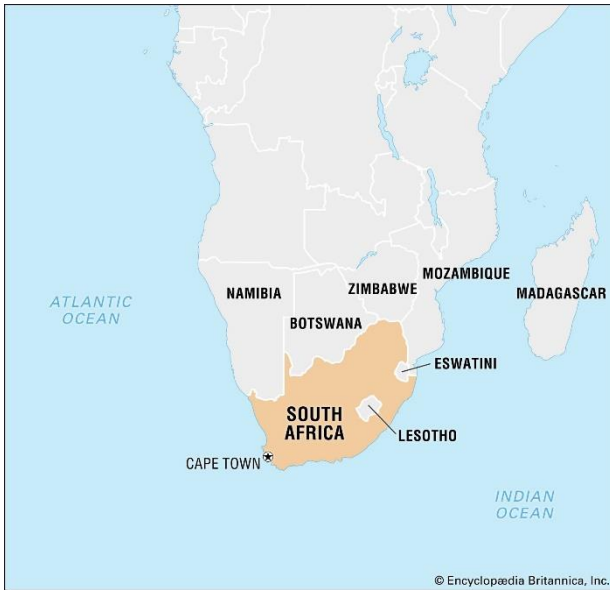 NAMIBIA
ZIMBABWE
MOZAMBIQUE
MADAGASCAR
ATLANTIC
OCEAN
BOTSWANA
ESWATINI
SOUTH
AFRICA
LESOTHO
CAPE TOWN
INDIAN
OCEAN
© Encyclopædia Britannica, Inc.